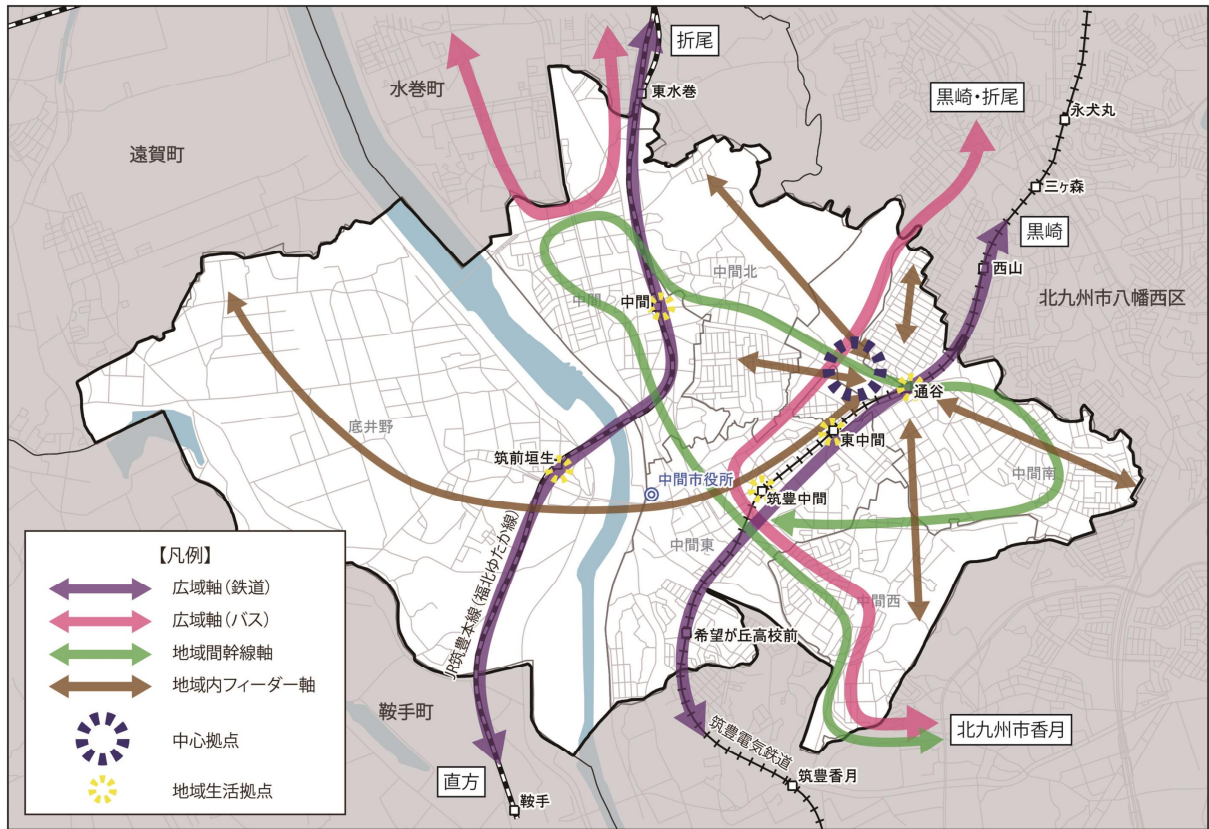 折尾
水巻町
東水巻
黒崎・折尾
永犬丸
遠賀町
三ヶ森
黒崎
西山
中間北
北九州市八幡西区
中間
中間
通谷
底井野
東中間
筑前垣生
中間市役所
筑豊中間
中間南
中間東
JR筑豊本線(福北ゆたか線)
中間西
希望が丘高校前
鞍手町
筑豊電気鉄道
北九州市香月
直方
筑豊香月
鞍手
【凡例】
広域軸(鉄道)
広域軸(バス)
地域間幹線軸
地域内フィーダー軸
中心拠点
地域生活拠点